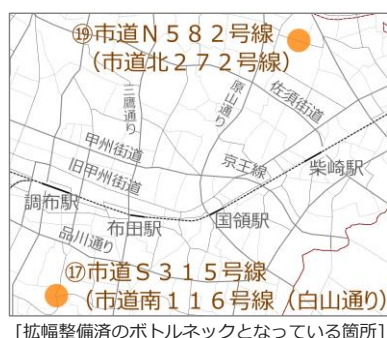 ⑲市道Ｎ５８２号線
（市道北２７２号線）
三鷹通り
原山通り
佐須街道
甲州街道
旧甲州街道
京王線
柴崎駅
調布駅
布田駅
国領駅
品川通り
⑰市道Ｓ３１５号線
（市道南１１６号線（白山通り）
［拡幅整備済のボトルネックとなっている箇所］